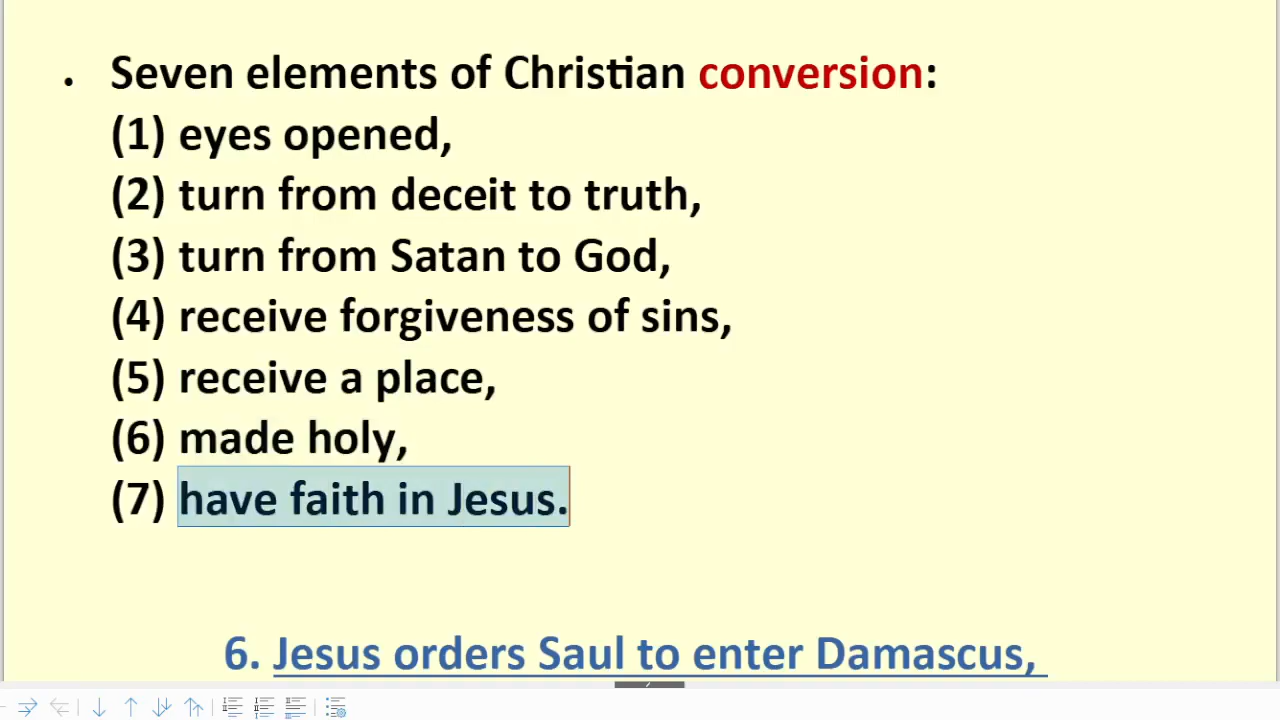 • Seven elements of Christian conversion:
(1) eyes opened,
(2) turn from deceit to truth,
(3) turn from Satan to God,
(4) receive forgiveness of sins,
(5) receive a place,
(6) made holy,
(7) have faith in Jesus.
6. Jesus orders Saul to enter Damascus,